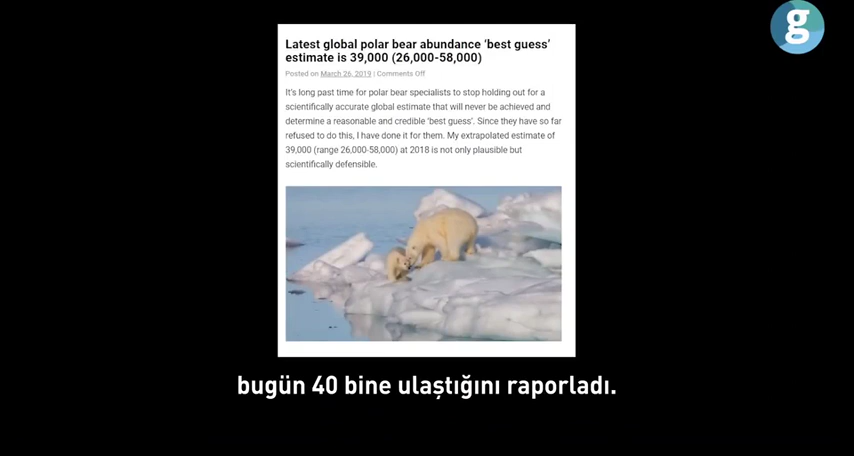 g
Latest global polar bear abundance ‘best guess’
estimate is 39,000 (26,000-58,000)
Posted on March 26, 2019 | Comments Off
It’s long past time for polar bear specialists to stop holding out for a
scientifically accurate global estimate that will never be achieved and
determine a reasonable and credible ‘best guess’. Since they have so far
refused to do this, I have done it for them. My extrapolated estimate of
39,000 (range 26,000-58,000) at 2018 is not only plausible but
scientifically defensible.
bugün 40 bine ulaştığını raporladı.